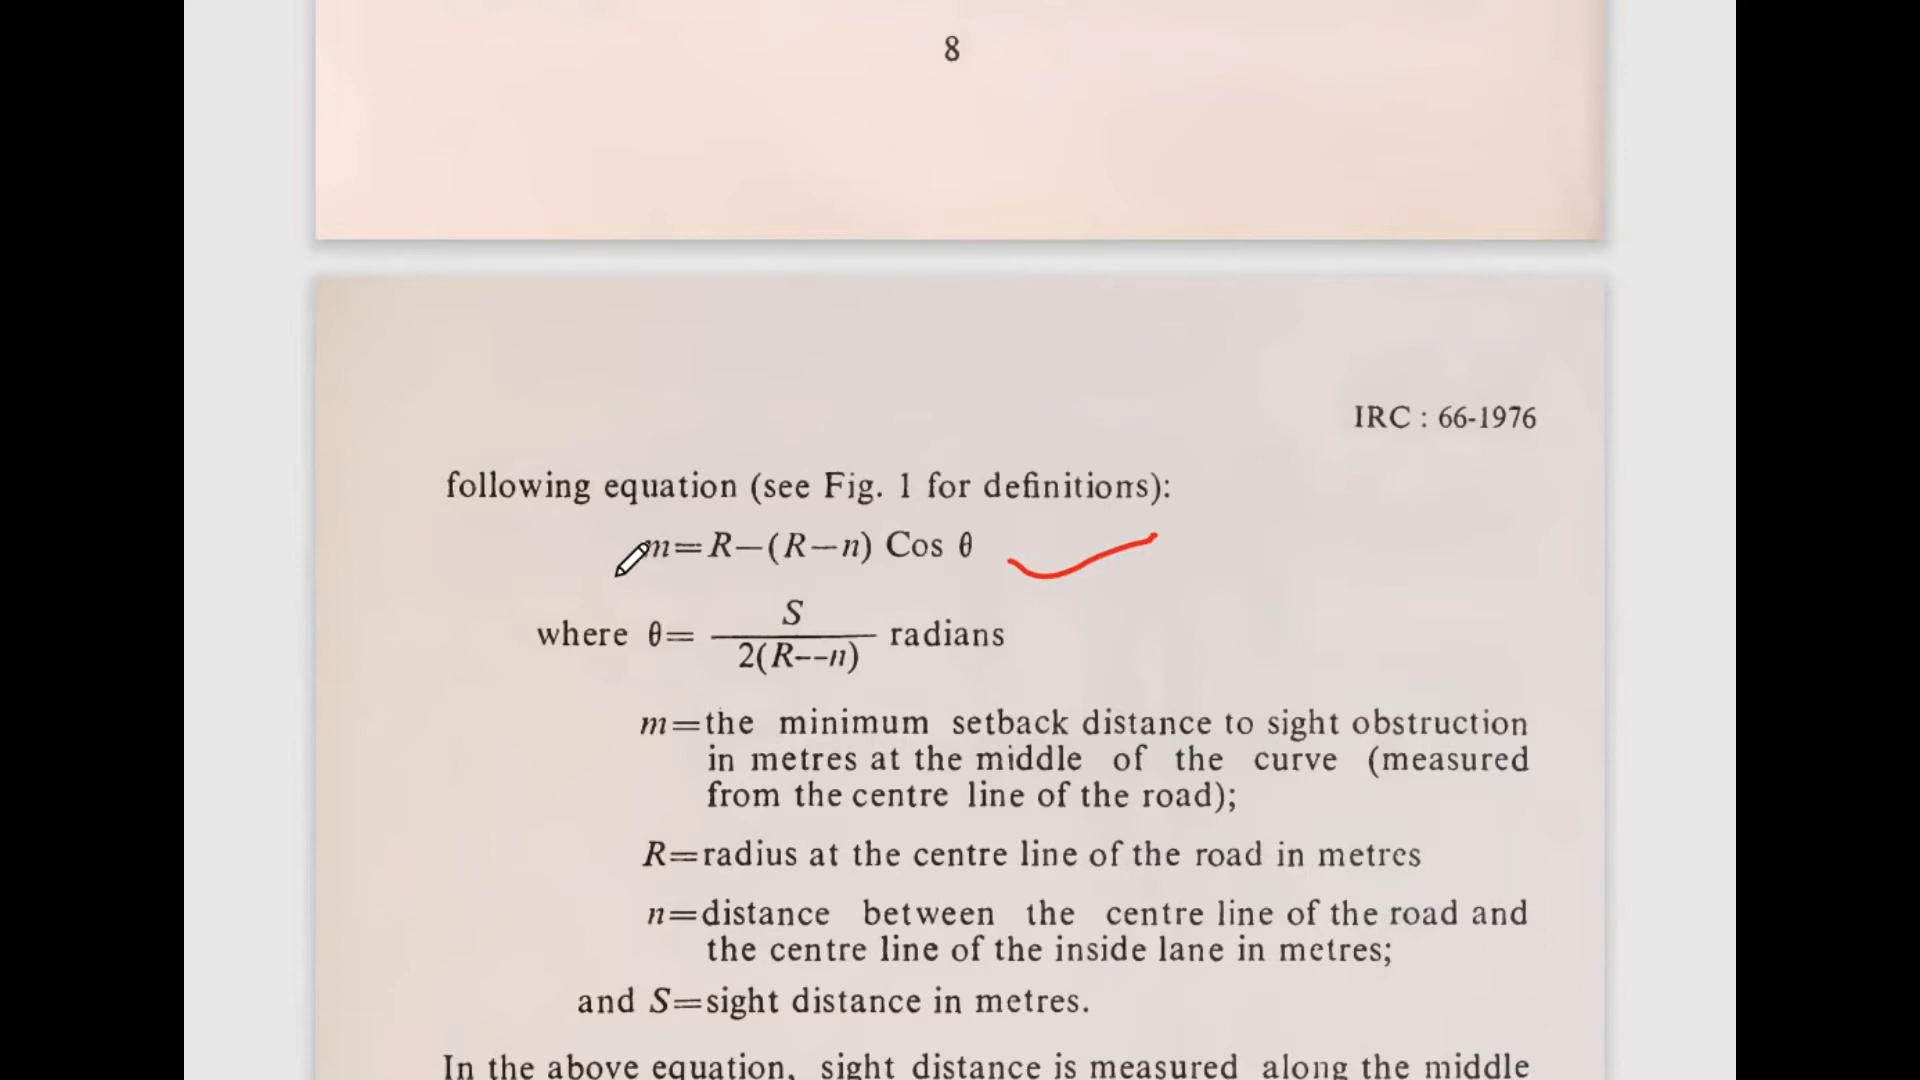 8
IRC : 66-1976
following equation (see Fig. 1 for definitions):
m=R—(R—n) Cos θ
where θ= S / 2(R--n) radians
m=the minimum setback distance to sight obstruction
in metres at the middle of the curve (measured
from the centre line of the road);
R=radius at the centre line of the road in metres
n=distance between the centre line of the road and
the centre line of the inside lane in metres;
and S=sight distance in metres.
In the above equation, sight distance is measured along the middle